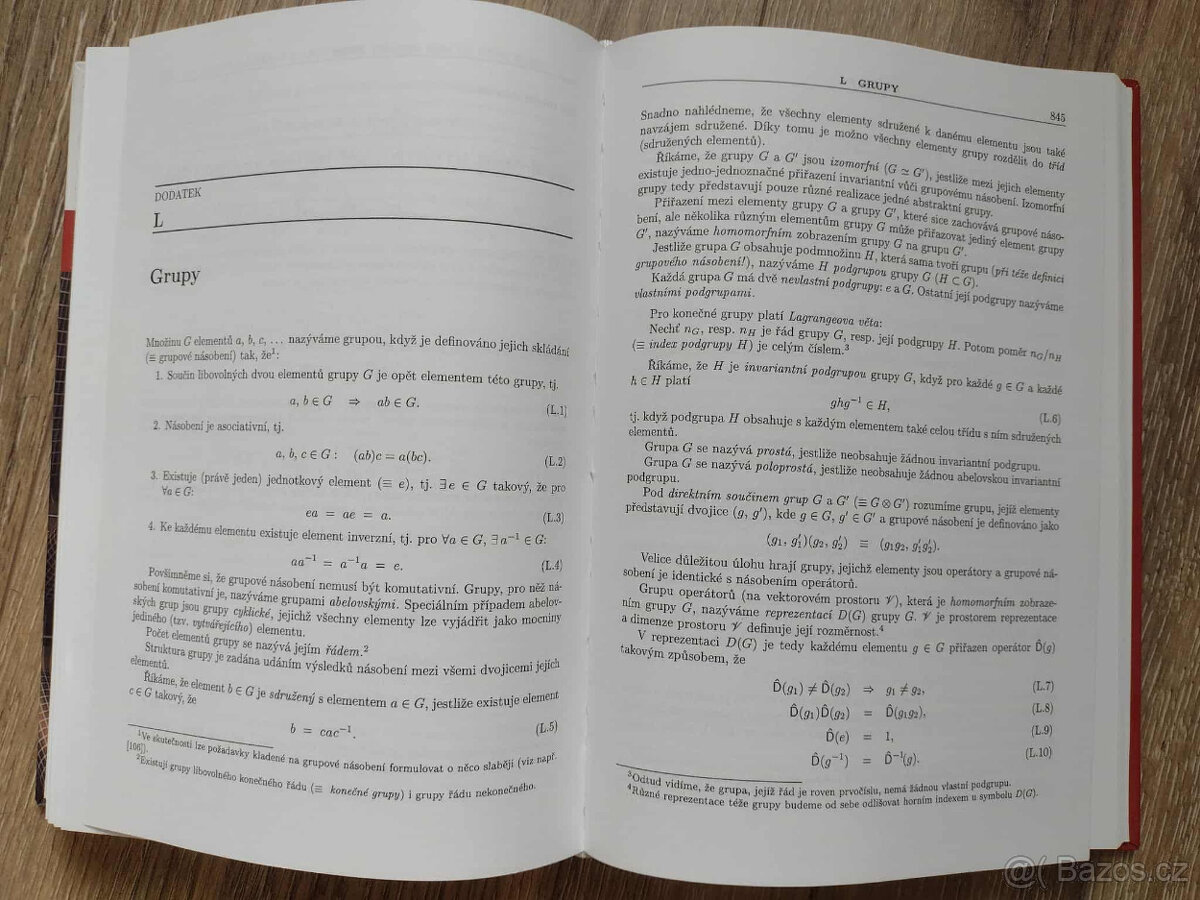 DODATEK
L
Grupy
Množinu G elementů a, b, c, … nazýváme grupou, když je definováno jejich skládání
(≡ grupové násobení) tak, že¹:
1. Součin libovolných dvou elementů grupy G je opět elementem této grupy, tj.
a, b ∈ G ⇒ ab ∈ G. (L.1)
2. Násobení je asociativní, tj.
a, b, c ∈ G : (ab)c = a(bc). (L.2)
3. Existuje (právě jeden) jednotkový element (≡ e), tj. ∃ e ∈ G takový, že pro
∀a ∈ G:
ea = ae = a. (L.3)
4. Ke každému elementu existuje element inverzní, tj. pro ∀a ∈ G, ∃ a⁻¹ ∈ G:
aa⁻¹ = a⁻¹a = e. (L.4)
Povšimněme si, že grupové násobení nemusí být komutativní. Grupy, pro něž ná-
sobení komutativní je, nazýváme grupami abelovskými. Speciálním případem abelov-
ských grup jsou grupy cyklické, jejichž všechny elementy lze vyjádřit jako mocniny
jediného (tzv. vytvářejícího) elementu.
Počet elementů grupy se nazývá jejím řádem.²
Struktura grupy je zadána udáním výsledků násobení mezi všemi dvojicemi jejích
elementů.
Říkáme, že element b ∈ G je sdružený s elementem a ∈ G, jestliže existuje element
c ∈ G takový, že
b = cac⁻¹. (L.5)
¹Ve skutečnosti lze požadavky kladené na grupové násobení formulovat o něco slaběji (viz např.
[106]).
²Existují grupy libovolného konečného řádu (≡ konečné grupy) i grupy řádu nekonečného.
L GRUPY
845
Snadno nahlédneme, že všechny elementy sdružené k danému elementu jsou také
navzájem sdružené. Díky tomu je možno všechny elementy grupy rozdělit do tříd
(sdružených elementů).
Říkáme, že grupy G a G′ jsou izomorfní (G ≃ G′), jestliže mezi jejich elementy
existuje jedno-jednoznačné přiřazení invariantní vůči grupovému násobení. Izomorfní
grupy tedy představují pouze různé realizace jedné abstraktní grupy.
Přiřazení mezi elementy grupy G a grupy G′, které sice zachovává grupové náso-
bení, ale několika různým elementům grupy G může přiřazovat jediný element grupy
G′, nazýváme homomorfním zobrazením grupy G na grupu G′.
Jestliže grupa G obsahuje podmnožinu H, která sama tvoří grupu (při téže definici
grupového násobení!), nazýváme H podgrupou grupy G (H ⊂ G).
Každá grupa G má dvě nevlastní podgrupy: e a G. Ostatní její podgrupy nazýváme
vlastními podgrupami.
Pro konečné grupy platí Lagrangeova věta:
Nechť n_G, resp. n_H je řád grupy G, resp. její podgrupy H. Potom poměr n_G/n_H
(≡ index podgrupy H) je celým číslem.³
Říkáme, že H je invariantní podgrupou grupy G, když pro každé g ∈ G a každé
h ∈ H platí
ghg⁻¹ ∈ H, (L.6)
tj. když podgrupa H obsahuje s každým elementem také celou třídu s ním sdružených
elementů.
Grupa G se nazývá prostá, jestliže neobsahuje žádnou invariantní podgrupu.
Grupa G se nazývá poloprostá, jestliže neobsahuje žádnou abelovskou invariantní
podgrupu.
Pod direktním součinem grup G a G′ (≡ G ⊗ G′) rozumíme grupu, jejíž elementy
představují dvojice (g, g′), kde g ∈ G, g′ ∈ G′ a grupové násobení je definováno jako
(g₁, g₁′)(g₂, g₂′) ≡ (g₁g₂, g₁′g₂′).
Velice důležitou úlohu hrají grupy, jejichž elementy jsou operátory a grupové ná-
sobení je identické s násobením operátorů.
Grupu operátorů (na vektorovém prostoru 𝒱), která je homomorfním zobraze-
ním grupy G, nazýváme reprezentací D(G) grupy G. 𝒱 je prostorem reprezentace
a dimenze prostoru 𝒱 definuje její rozměrnost.⁴
V reprezentaci D(G) je tedy každému elementu g ∈ G přiřazen operátor D̂(g)
takovým způsobem, že
D̂(g₁) ≠ D̂(g₂) ⇒ g₁ ≠ g₂, (L.7)
D̂(g₁)D̂(g₂) = D̂(g₁g₂), (L.8)
D̂(e) = 1, (L.9)
D̂(g⁻¹) = D̂⁻¹(g). (L.10)
³Odtud vidíme, že grupa, jejíž řád je roven prvočíslu, nemá žádnou vlastní podgrupu.
⁴Různé reprezentace téže grupy budeme od sebe odlišovat horním indexem u symbolu D(G).
@( Bazos.cz